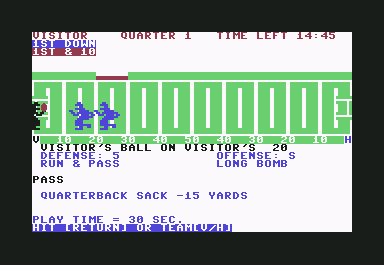 VISITOR QUARTER 1 TIME LEFT 14:45
1ST DOWN
1ST & 10
V 10 20 30 40 50 40 30 20 10 H
VISITOR'S BALL ON VISITOR'S 20
DEFENSE: 5 OFFENSE: S
RUN & PASS LONG BOMB
PASS
QUARTERBACK SACK -15 YARDS
PLAY TIME = 30 SEC.
HIT [RETURN] OR TEAM[V/H]